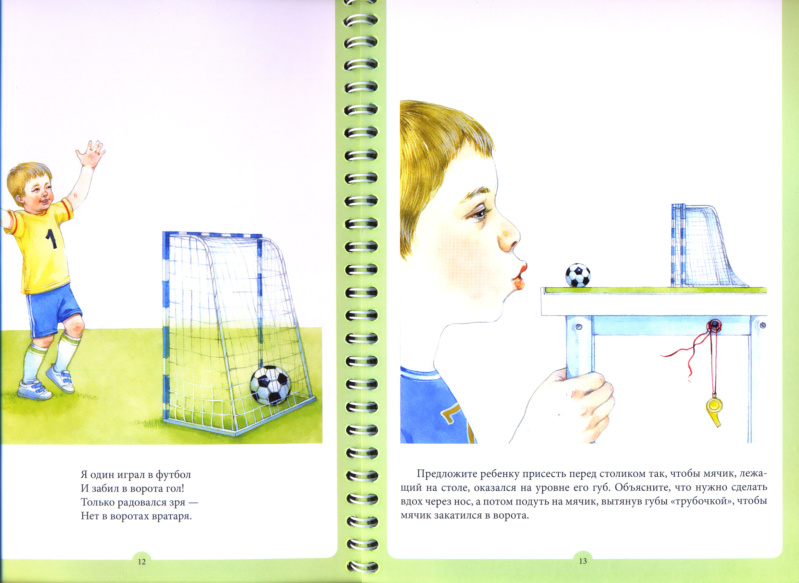 1
Я один играл в футбол
И забил в ворота гол!
Только радовался зря —
Нет в воротах вратаря.
12
Предложите ребенку присесть перед столиком так, чтобы мячик, лежа-
щий на столе, оказался на уровне его губ. Объясните, что нужно сделать
вдох через нос, а потом подуть на мячик, вытянув губы «трубочкой», чтобы
мячик закатился в ворота.
13